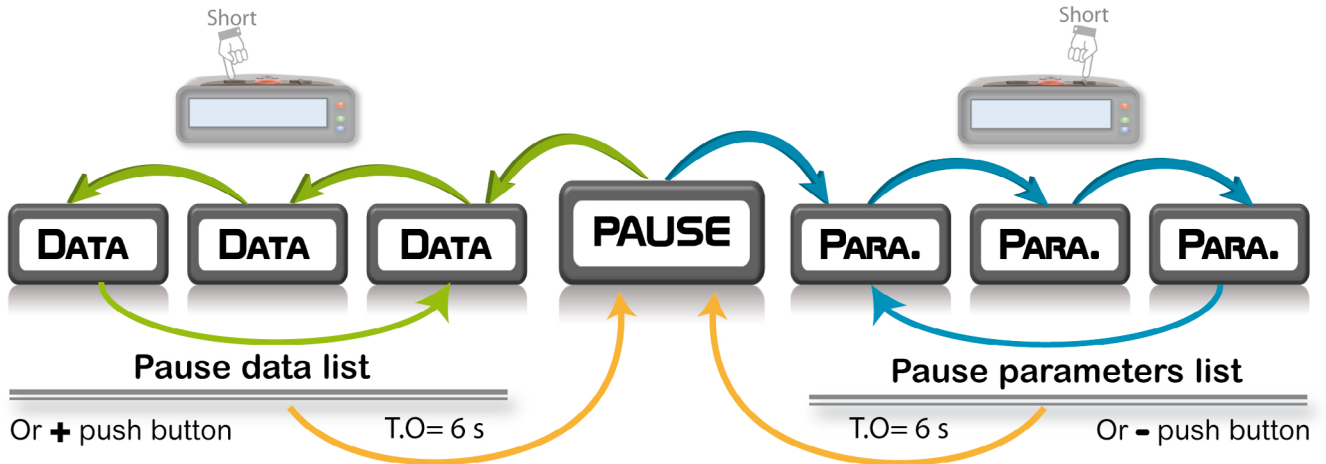 Short
Short
DATA DATA DATA PAUSE PARA. PARA. PARA.
Pause data list
Pause parameters list
Or + push button T.O= 6 s
T.O= 6 s Or - push button